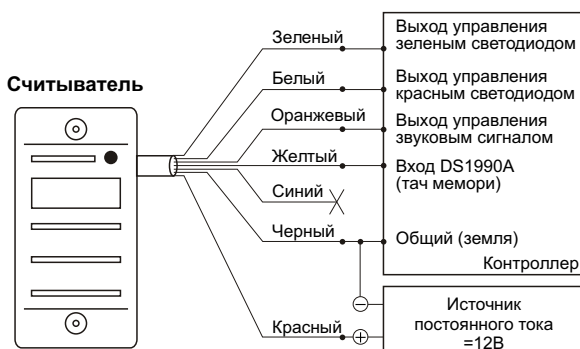 Считыватель
Зеленый
Белый
Оранжевый
Желтый
Синий
Черный
Красный
Выход управления
зеленым светодиодом
Выход управления
красным светодиодом
Выход управления
звуковым сигналом
Вход DS1990A
(тач мемори)
Общий (земля)
Контроллер
Источник
постоянного тока
=12В